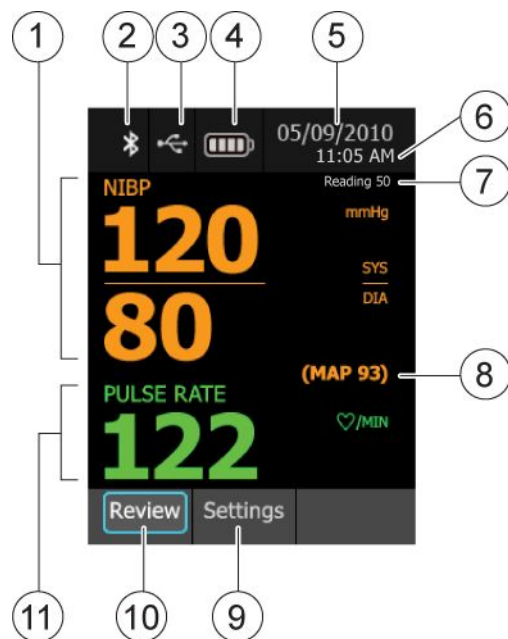 1
2
3
4
5
05/09/2010
11:05 AM
6
Reading 50
7
NIBP
mmHg
120
SYS
80
DIA
(MAP 93)
8
PULSE RATE
122
♡/MIN
Review
Settings
11
10
9